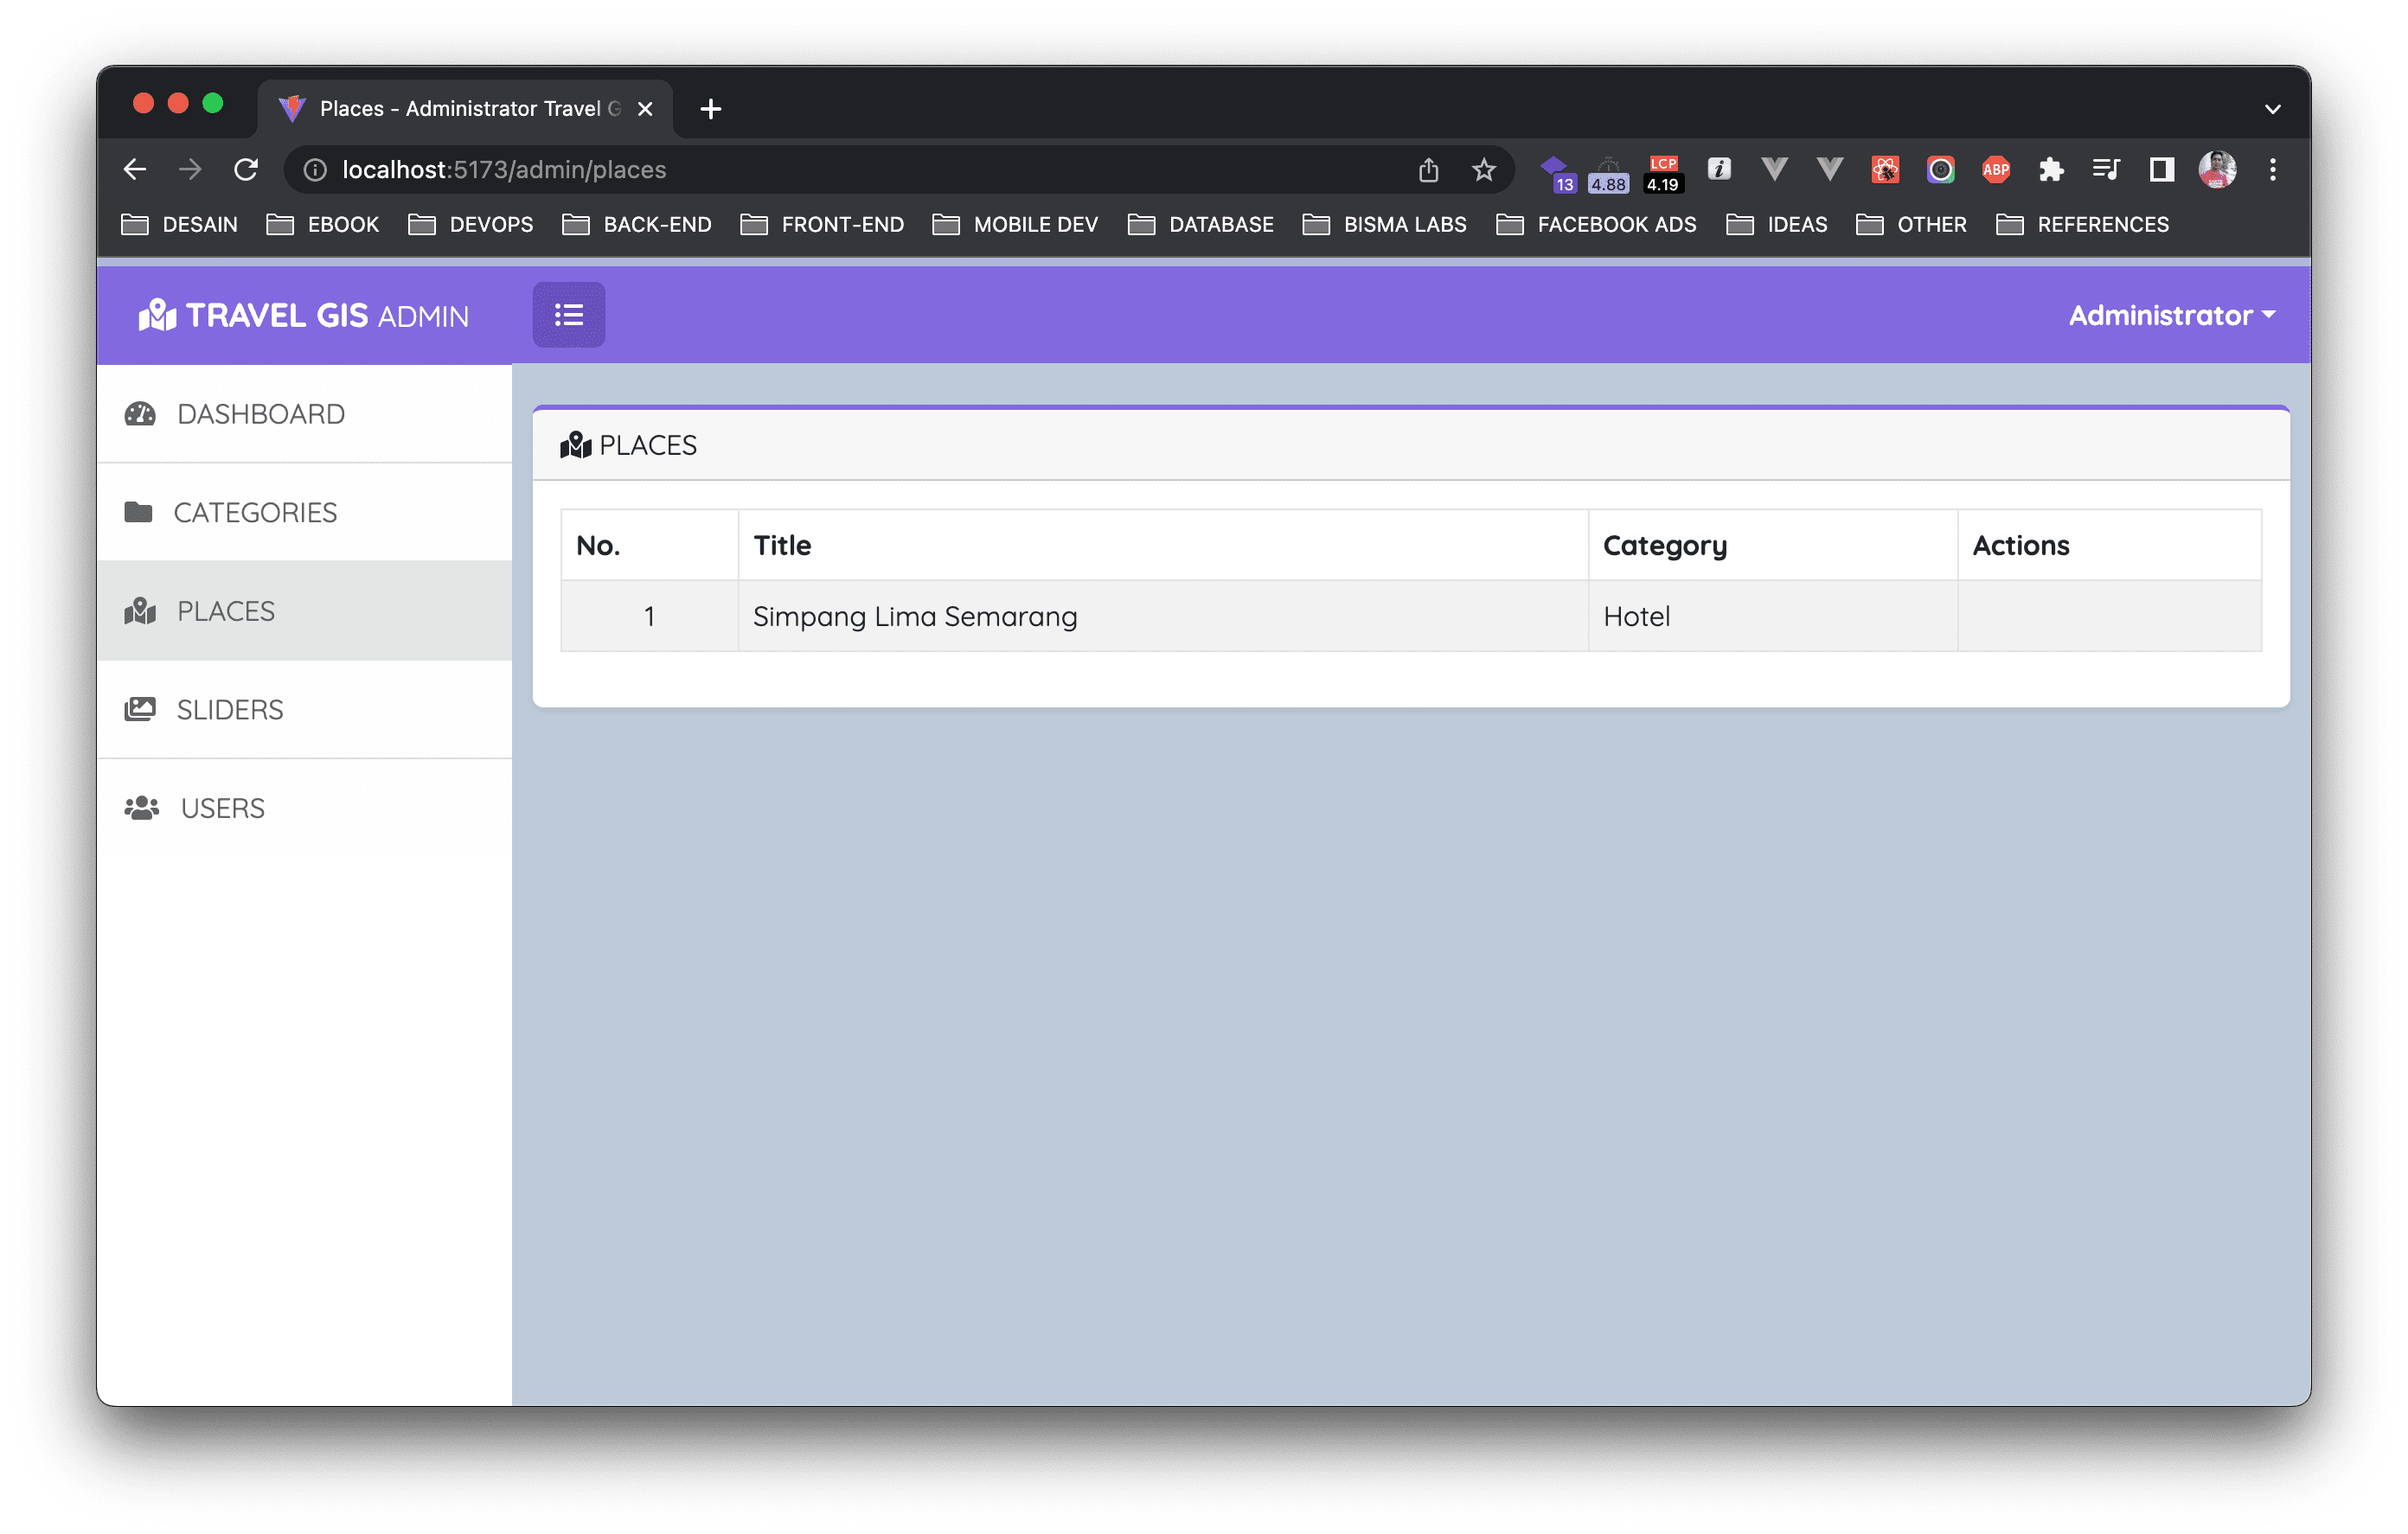 Places - Administrator Travel G
localhost:5173/admin/places
13
4.88
LCP
4.19
ABP
DESAIN EBOOK DEVOPS BACK-END FRONT-END MOBILE DEV DATABASE BISMA LABS FACEBOOK ADS IDEAS OTHER REFERENCES
TRAVEL GIS ADMIN
Administrator
DASHBOARD
CATEGORIES
PLACES
SLIDERS
USERS
PLACES
No. Title Category Actions
1 Simpang Lima Semarang Hotel